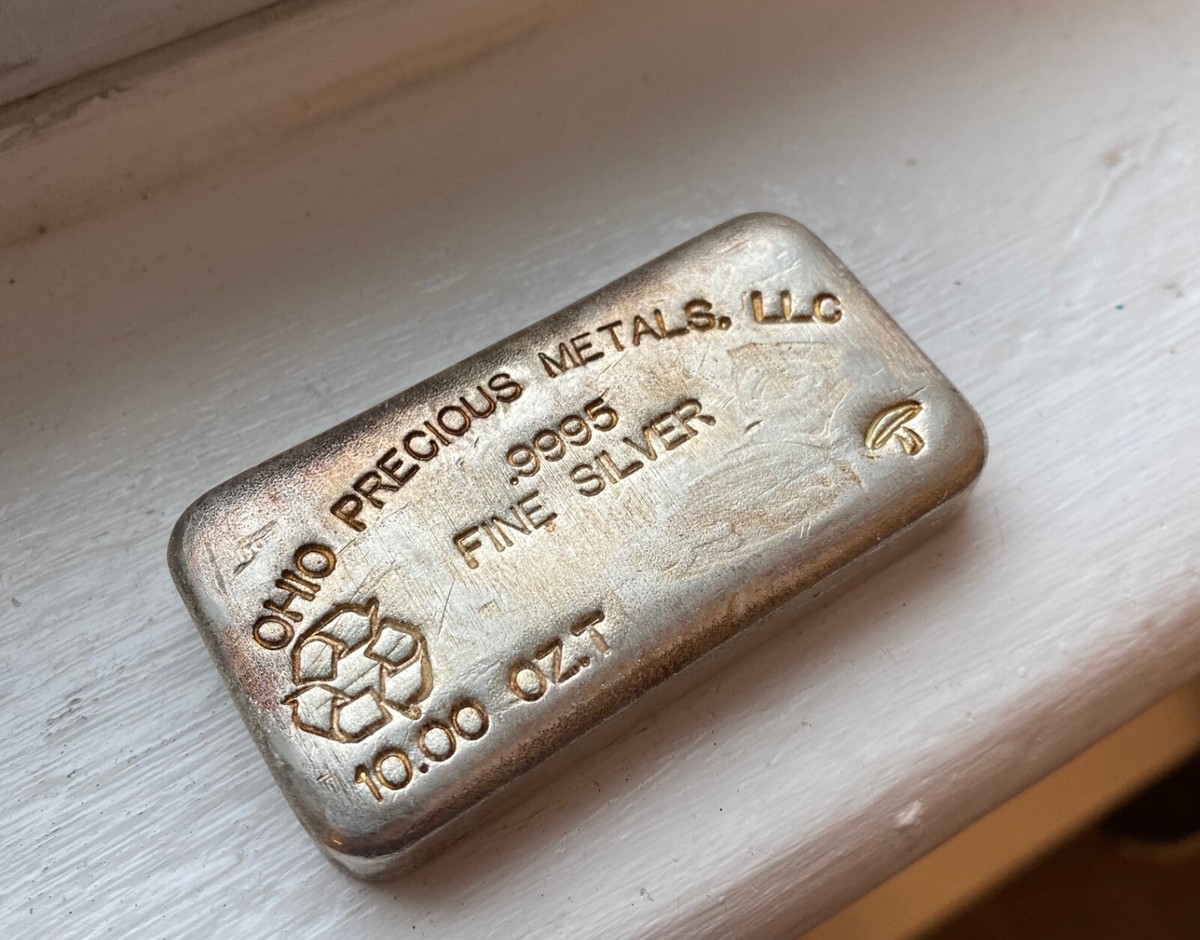 OHIO PRECIOUS METALS, LLC
.9995
FINE SILVER
10.00 OZ.T